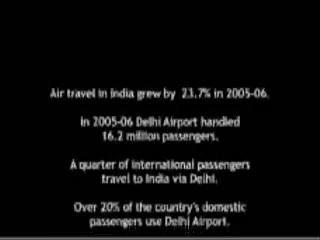 Air travel in India grew by 23.7% in 2005-06.
In 2005-06 Delhi Airport handled
16.2 million passengers.
A quarter of international passengers
travel to India via Delhi.
Over 20% of the country's domestic
passengers use Delhi Airport.